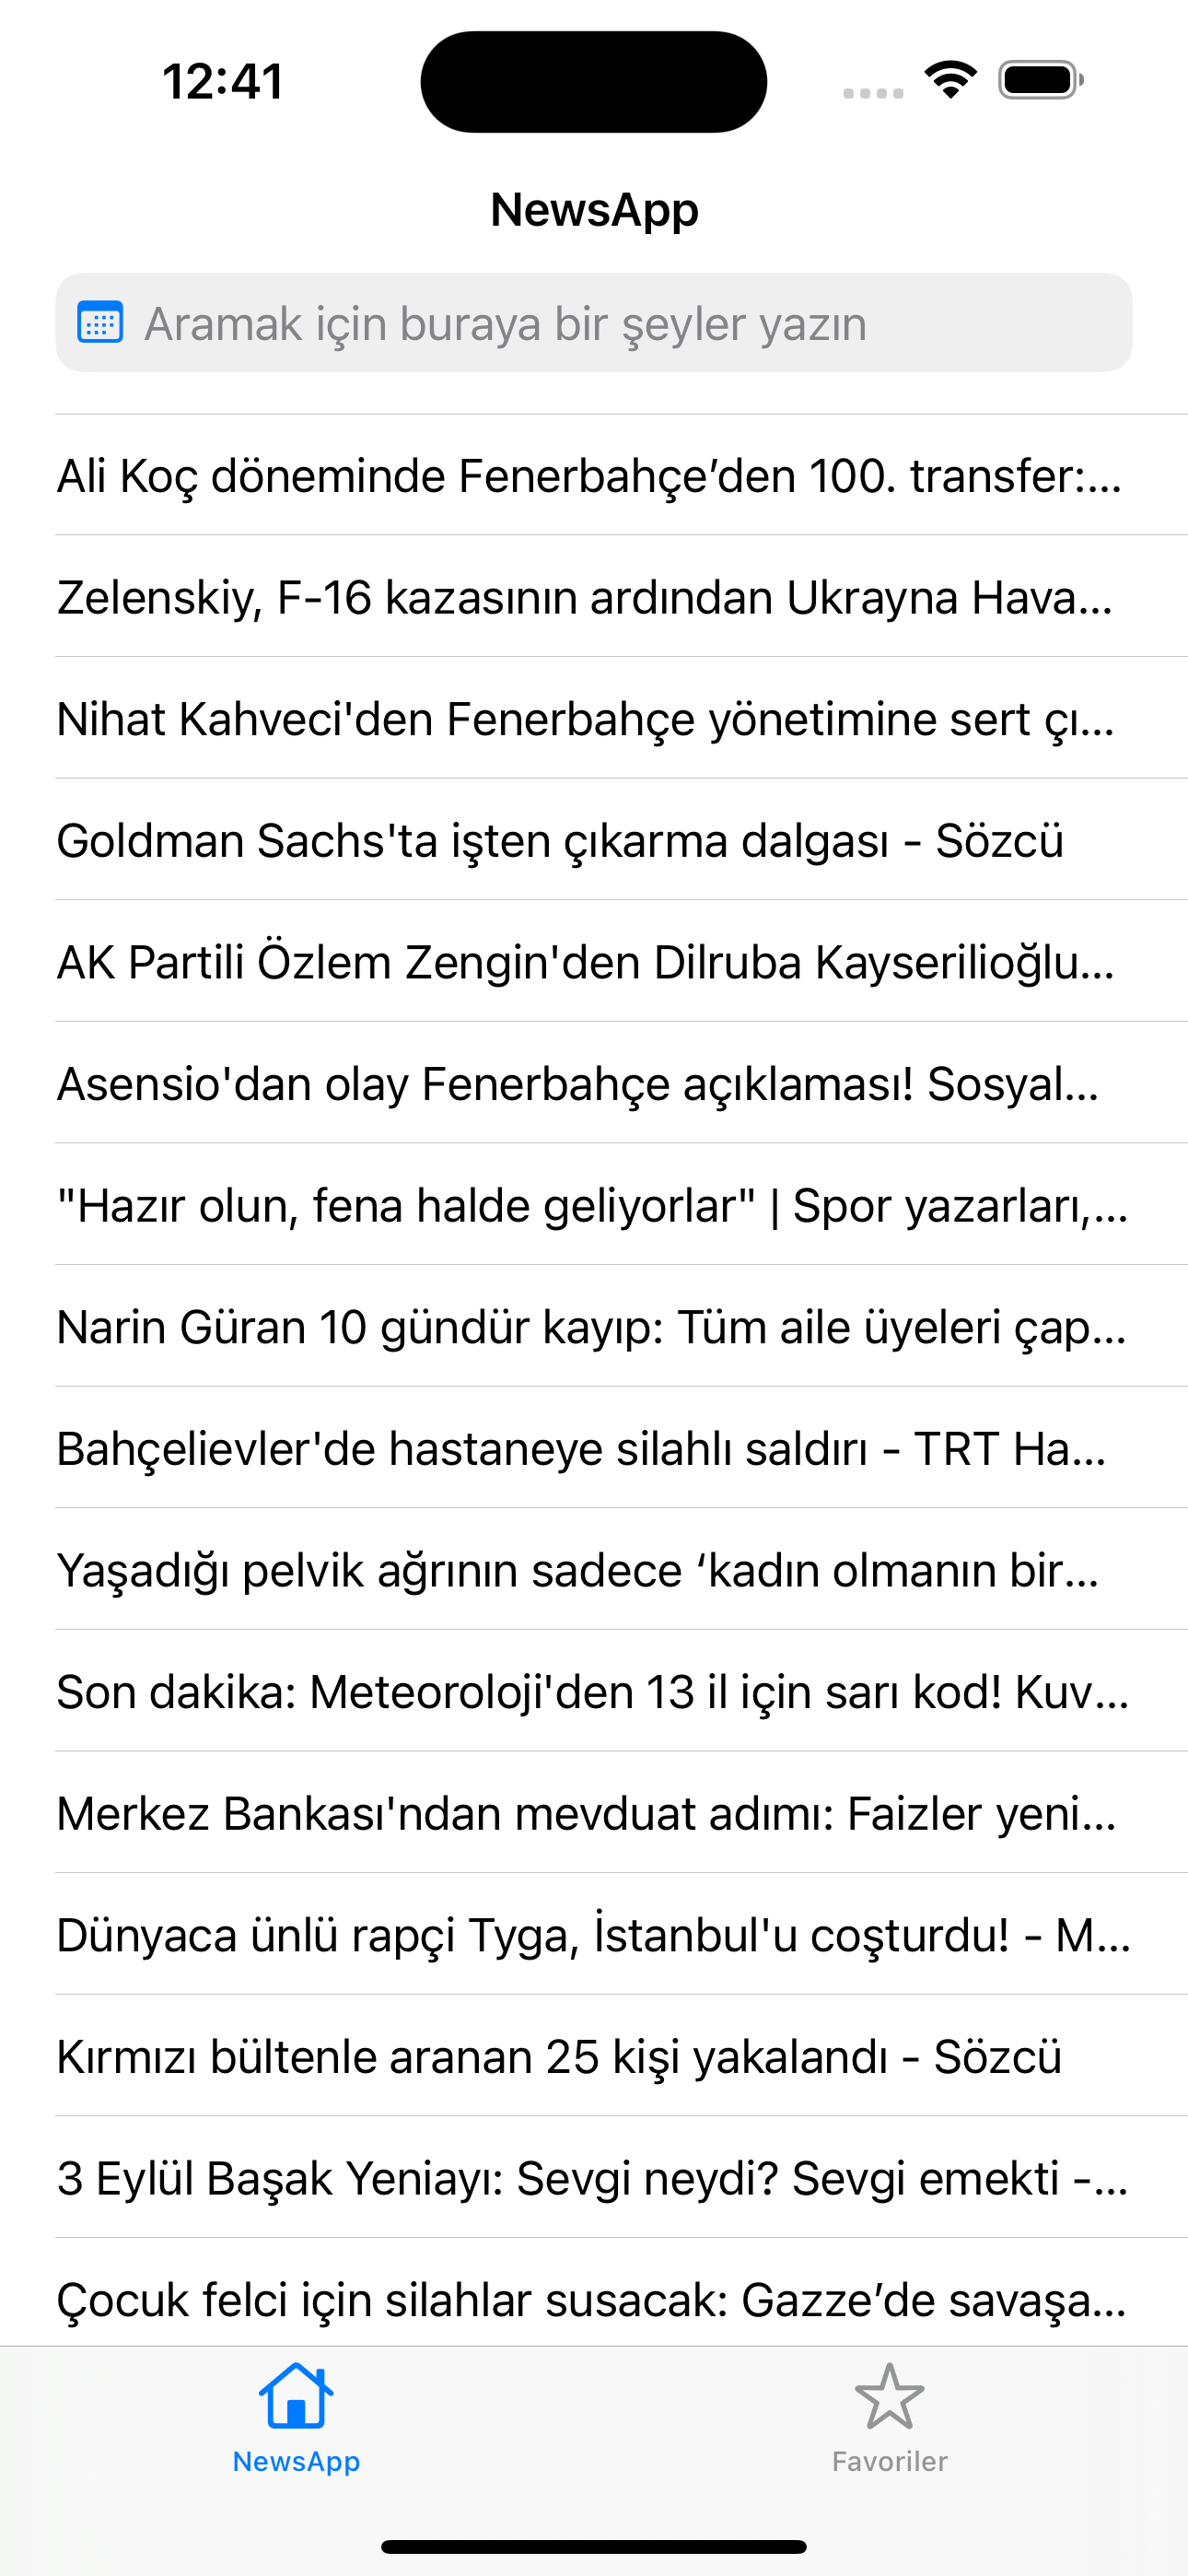 12:41
NewsApp
Aramak için buraya bir şeyler yazın
Ali Koç döneminde Fenerbahçe’den 100. transfer:...
Zelenskiy, F-16 kazasının ardından Ukrayna Hava...
Nihat Kahveci'den Fenerbahçe yönetimine sert çı...
Goldman Sachs'ta işten çıkarma dalgası - Sözcü
AK Partili Özlem Zengin'den Dilruba Kayserilioğlu...
Asensio'dan olay Fenerbahçe açıklaması! Sosyal...
"Hazır olun, fena halde geliyorlar" | Spor yazarları,...
Narin Güran 10 gündür kayıp: Tüm aile üyeleri çap...
Bahçelievler'de hastaneye silahlı saldırı - TRT Ha...
Yaşadığı pelvik ağrının sadece ‘kadın olmanın bir...
Son dakika: Meteoroloji'den 13 il için sarı kod! Kuv...
Merkez Bankası'ndan mevduat adımı: Faizler yeni...
Dünyaca ünlü rapçi Tyga, İstanbul'u coşturdu! - M...
Kırmızı bültenle aranan 25 kişi yakalandı - Sözcü
3 Eylül Başak Yeniayı: Sevgi neydi? Sevgi emekti -...
Çocuk felci için silahlar susacak: Gazze’de savaşa...
NewsApp
Favoriler